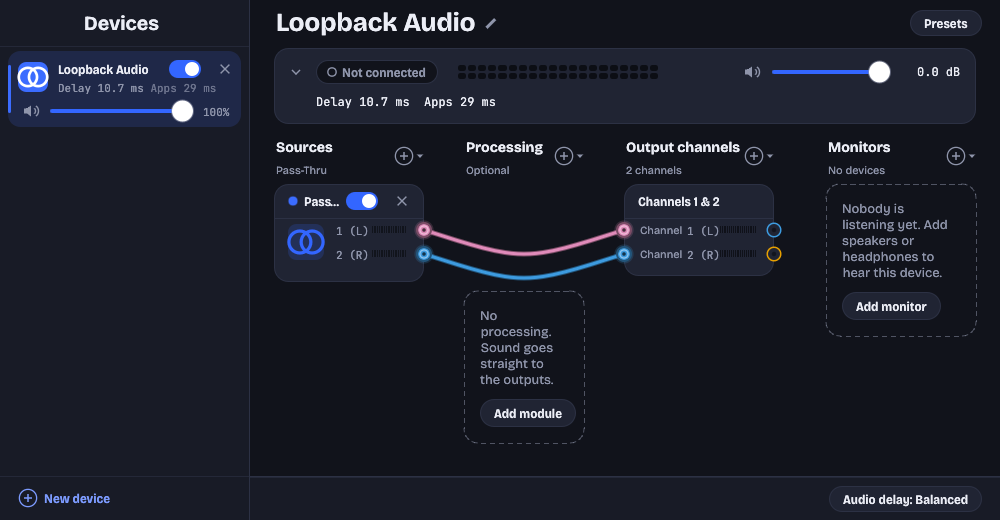 Devices
Loopback Audio
Delay 10.7 ms Apps 29 ms
100%
New device
Loopback Audio
Presets
Not connected
0.0 dB
Delay 10.7 ms Apps 29 ms
Sources
Pass-Thru
Processing
Optional
Output channels
2 channels
Monitors
No devices
Pass...
1 (L)
2 (R)
No
processing.
Sound goes
straight to
the outputs.
Add module
Channels 1 & 2
Channel 1 (L)
Channel 2 (R)
Nobody is
listening yet. Add
speakers or
headphones to
hear this device.
Add monitor
Audio delay: Balanced